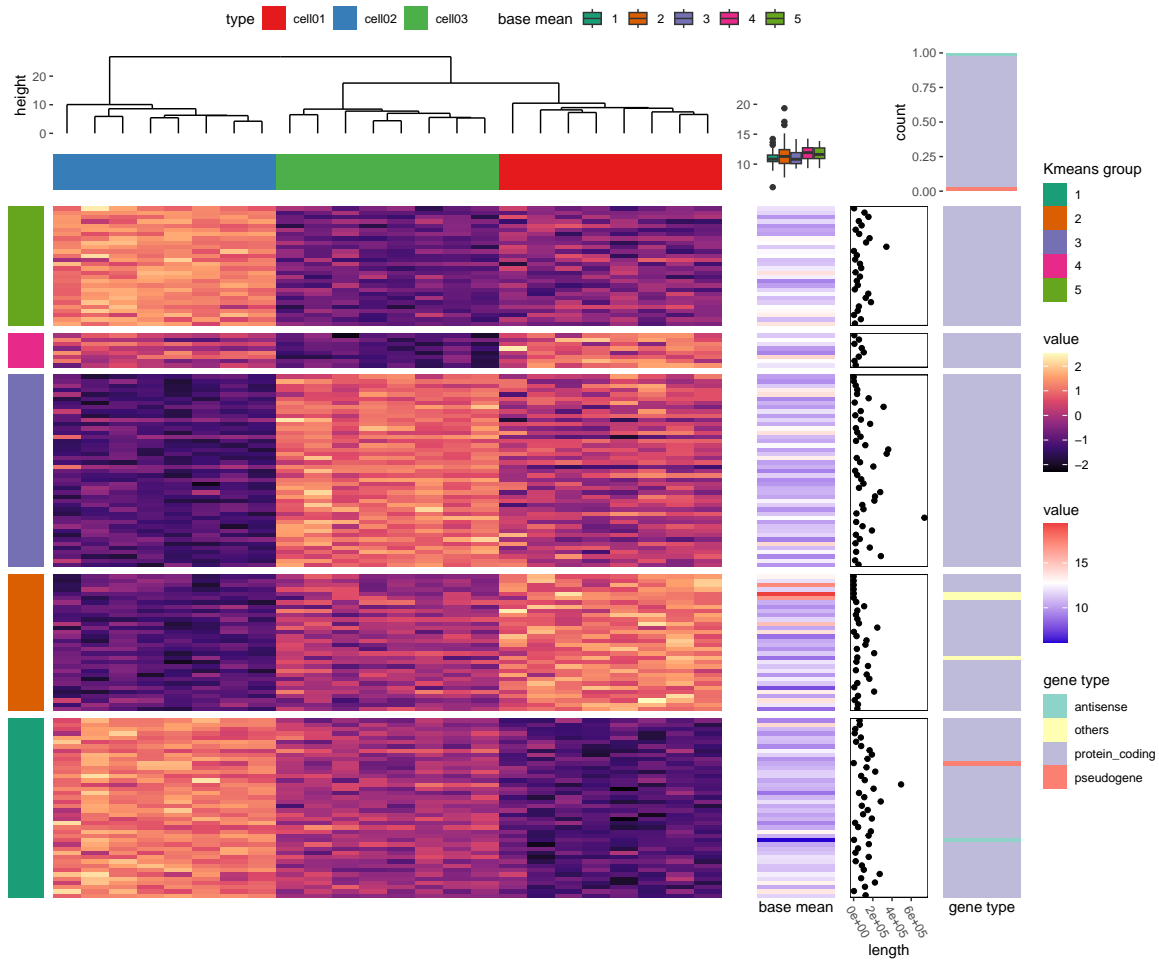 type cell01 cell02 cell03 base mean 1 2 3 4 5
height
20
10
0
20
15
10
count
1.00
0.75
0.50
0.25
0.00
Kmeans group
1
2
3
4
5
value
2
1
0
−1
−2
value
15
10
gene type
antisense
others
protein_coding
pseudogene
base mean
0e+00
2e+05
4e+05
6e+05
length
gene type